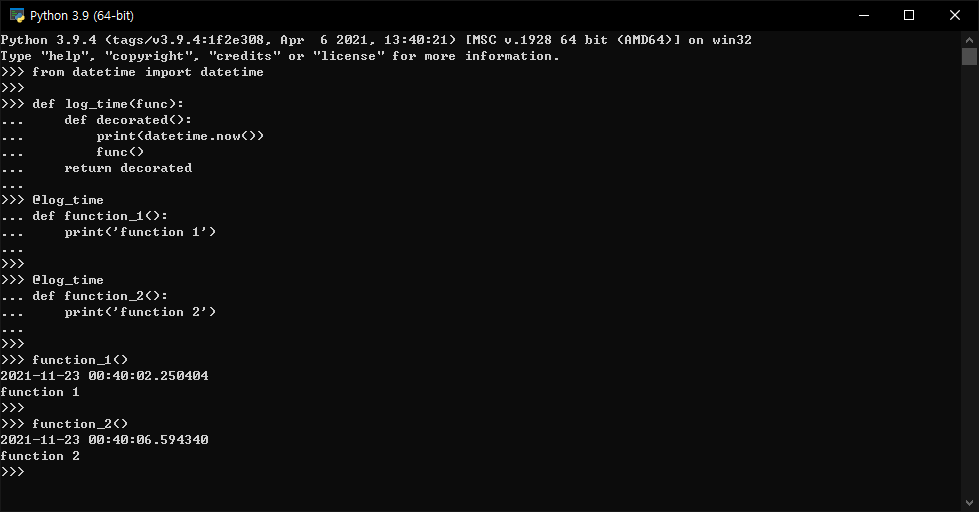 Python 3.9 (64-bit)
Python 3.9.4 (tags/v3.9.4:1f2e308, Apr  6 2021, 13:40:21) [MSC v.1928 64 bit (AMD64)] on win32
Type "help", "copyright", "credits" or "license" for more information.
>>> from datetime import datetime
>>>
>>> def log_time(func):
...     def decorated():
...         print(datetime.now())
...         func()
...     return decorated
...
>>> @log_time
... def function_1():
...     print('function 1')
...
>>>
>>> @log_time
... def function_2():
...     print('function 2')
...
>>>
>>> function_1()
2021-11-23 00:40:02.250404
function 1
>>>
>>> function_2()
2021-11-23 00:40:06.594340
function 2
>>>